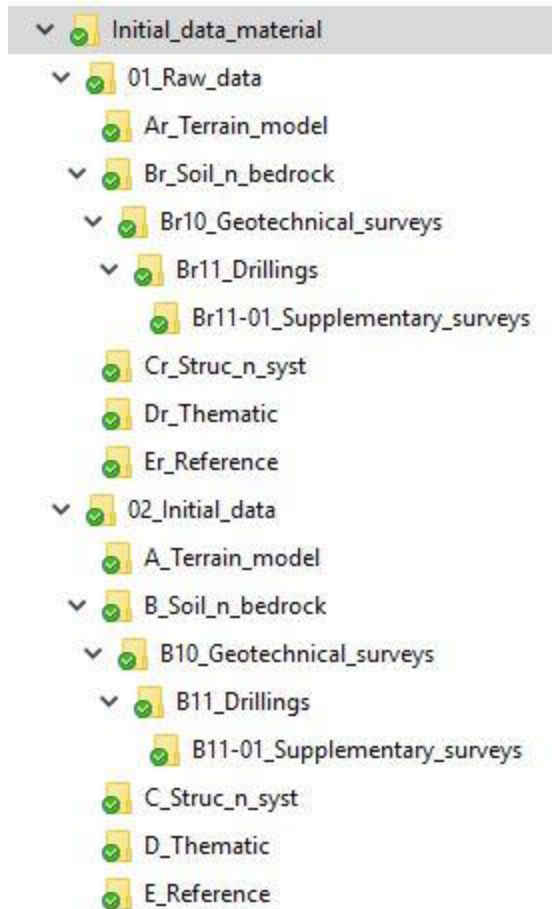 Initial_data_material
01_Raw_data
Ar_Terrain_model
Br_Soil_n_bedrock
Br10_Geotechnical_surveys
Br11_Drillings
Br11-01_Supplementary_surveys
Cr_Struc_n_syst
Dr_Thematic
Er_Reference
02_Initial_data
A_Terrain_model
B_Soil_n_bedrock
B10_Geotechnical_surveys
B11_Drillings
B11-01_Supplementary_surveys
C_Struc_n_syst
D_Thematic
E_Reference